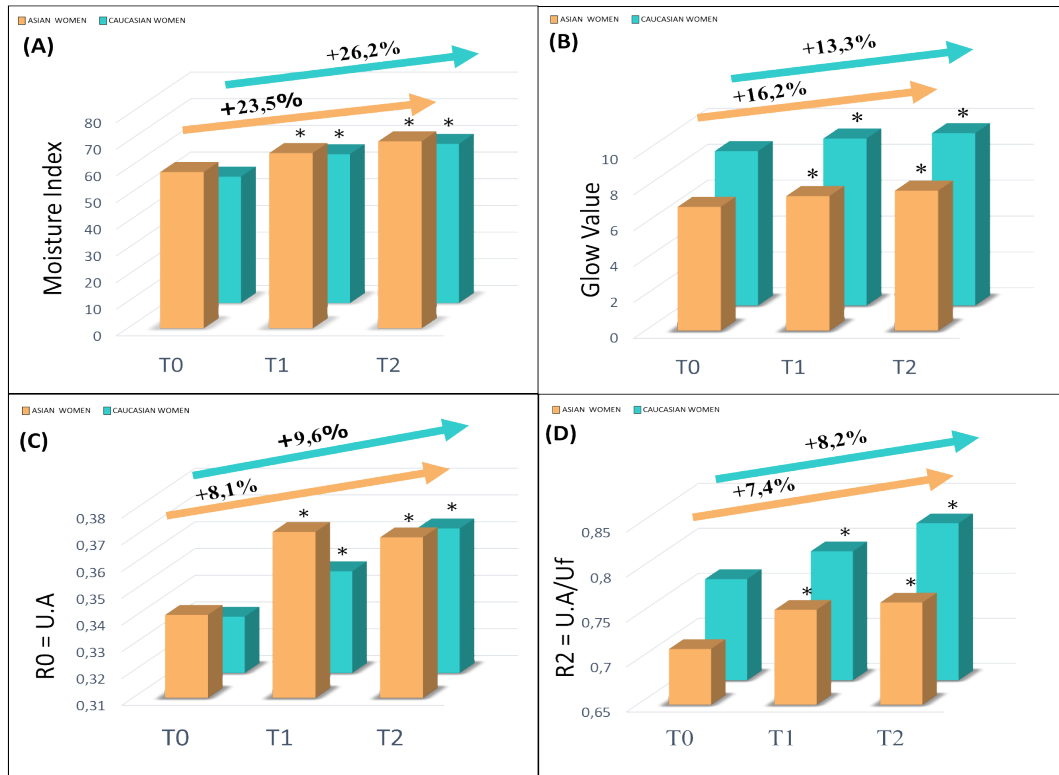 ASIAN WOMEN CAUCASIAN WOMEN
(A)
+26,2%
+23,5%
Moisture Index
80
70
60
50
40
30
20
10
0
* * * *
T0 T1 T2
ASIAN WOMEN CAUCASIAN WOMEN
(B)
+13,3%
+16,2%
Glow Value
10
8
6
4
2
0
* * * *
T0 T1 T2
ASIAN WOMEN CAUCASIAN WOMEN
(C)
+9,6%
+8,1%
R0 = U.A
0,38
0,37
0,36
0,35
0,34
0,33
0,32
0,31
* * * *
T0 T1 T2
ASIAN WOMEN CAUCASIAN WOMEN
(D)
+8,2%
+7,4%
R2 = U.A/Uf
0,85
0,8
0,75
0,7
0,65
* * * *
T0 T1 T2